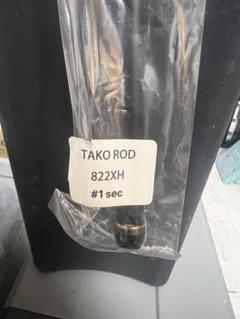 TAKO ROD
822XH
#1 sec